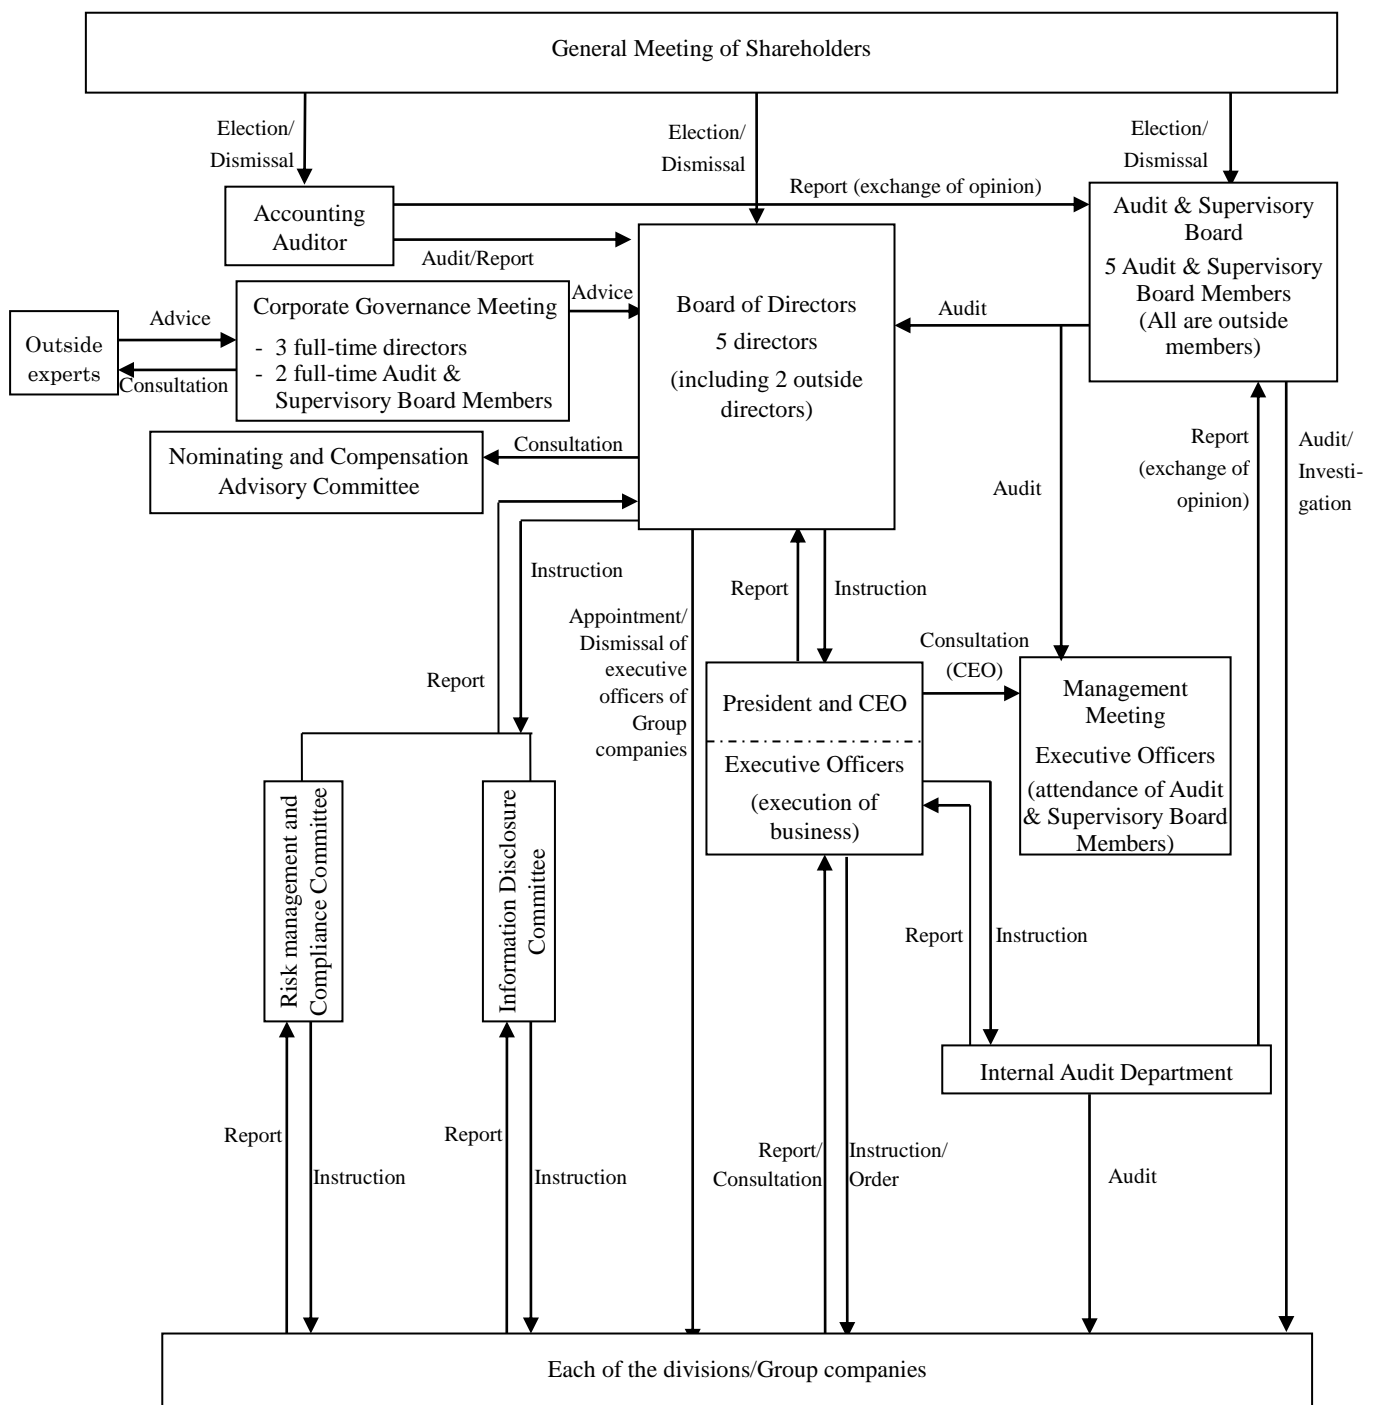 General Meeting of Shareholders
Election/
Dismissal
Election/
Dismissal
Election/
Dismissal
Report (exchange of opinion)
Accounting
Auditor
Audit/Report
Audit & Supervisory
Board
5 Audit & Supervisory
Board Members
(All are outside
members)
Outside
experts
Advice
Consultation
Corporate Governance Meeting
- 3 full-time directors
- 2 full-time Audit &
Supervisory Board Members
Advice
Board of Directors
5 directors
(including 2 outside
directors)
Audit
Nominating and Compensation
Advisory Committee
Consultation
Audit
Report
(exchange of
opinion)
Audit/
Investi-
gation
Instruction
Report
Appointment/
Dismissal of
executive
officers of
Group
companies
Report
Instruction
Consultation
(CEO)
President and CEO
Executive Officers
(execution of
business)
Management
Meeting
Executive Officers
(attendance of Audit
& Supervisory Board
Members)
Risk management and
Compliance Committee
Information Disclosure
Committee
Report
Instruction
Internal Audit Department
Report
Instruction
Report
Instruction
Report/
Consultation
Instruction/
Order
Audit
Each of the divisions/Group companies